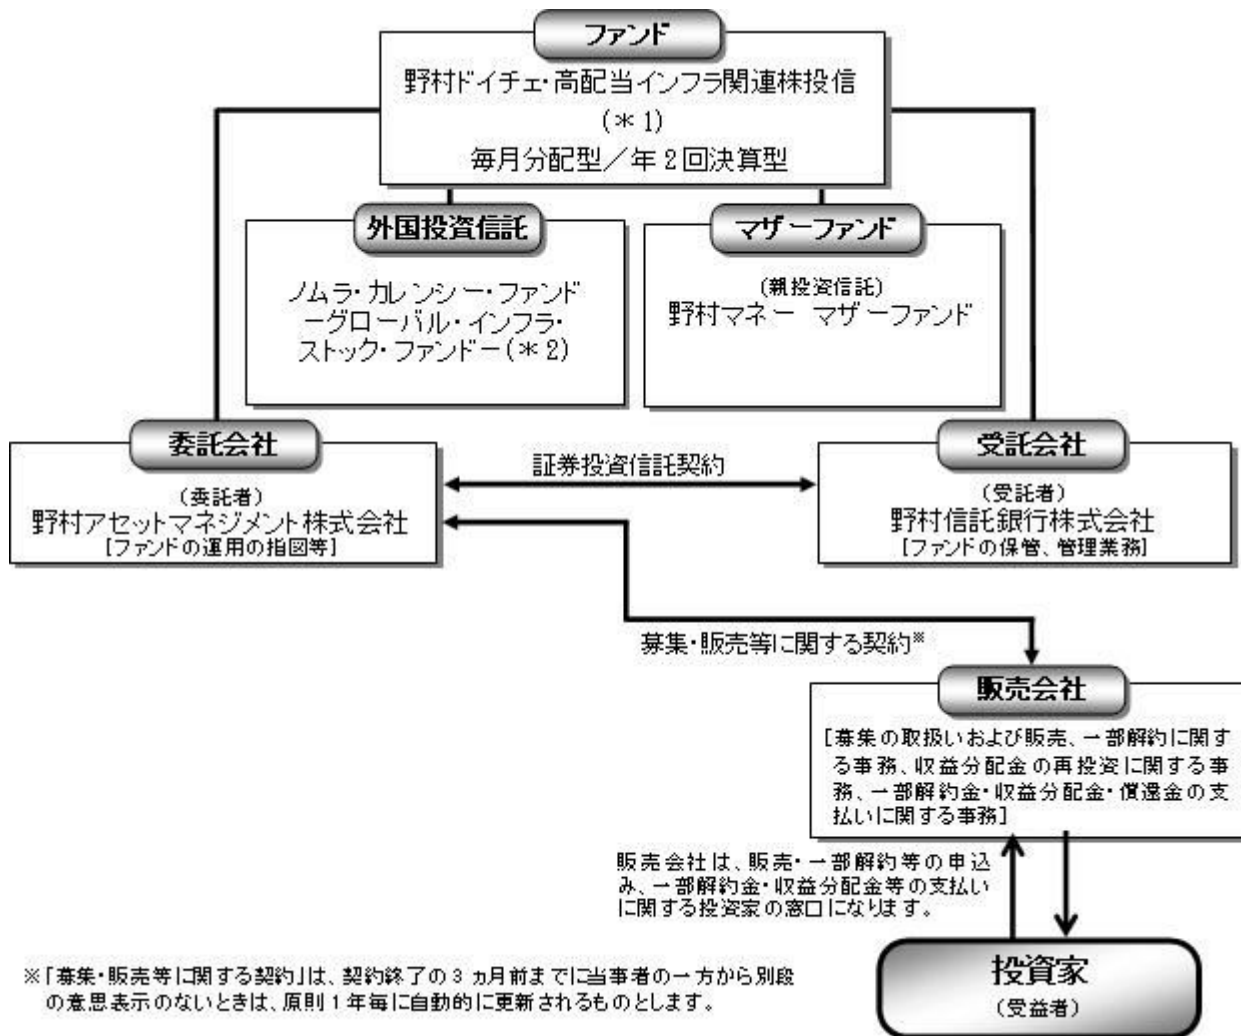 ファンド
野村ドイチェ・高配当インフラ関連株投信
(＊1)
毎月分配型／年2回決算型
外国投資信託
ノムラ・カレンシー・ファンド
－グローバル・インフラ・
ストック・ファンドー(＊2)
マザーファンド
(親投資信託)
野村マネー マザーファンド
委託会社
(委託者)
野村アセットマネジメント株式会社
[ファンドの運用の指図等]
証券投資信託契約
受託会社
(受託者)
野村信託銀行株式会社
[ファンドの保管、管理業務]
募集・販売等に関する契約※
販売会社
[募集の取扱いおよび販売、一部解約に関す
る事務、収益分配金の再投資に関する事
務、一部解約金・収益分配金・償還金の支
払いに関する事務]
販売会社は、販売・一部解約等の申込
み、一部解約金・収益分配金等の支払い
に関する投資家の窓口になります。
投資家
(受益者)
※「募集・販売等に関する契約」は、契約終了の3ヵ月前までに当事者の一方から別段
の意思表示のないときは、原則1年毎に自動的に更新されるものとします。